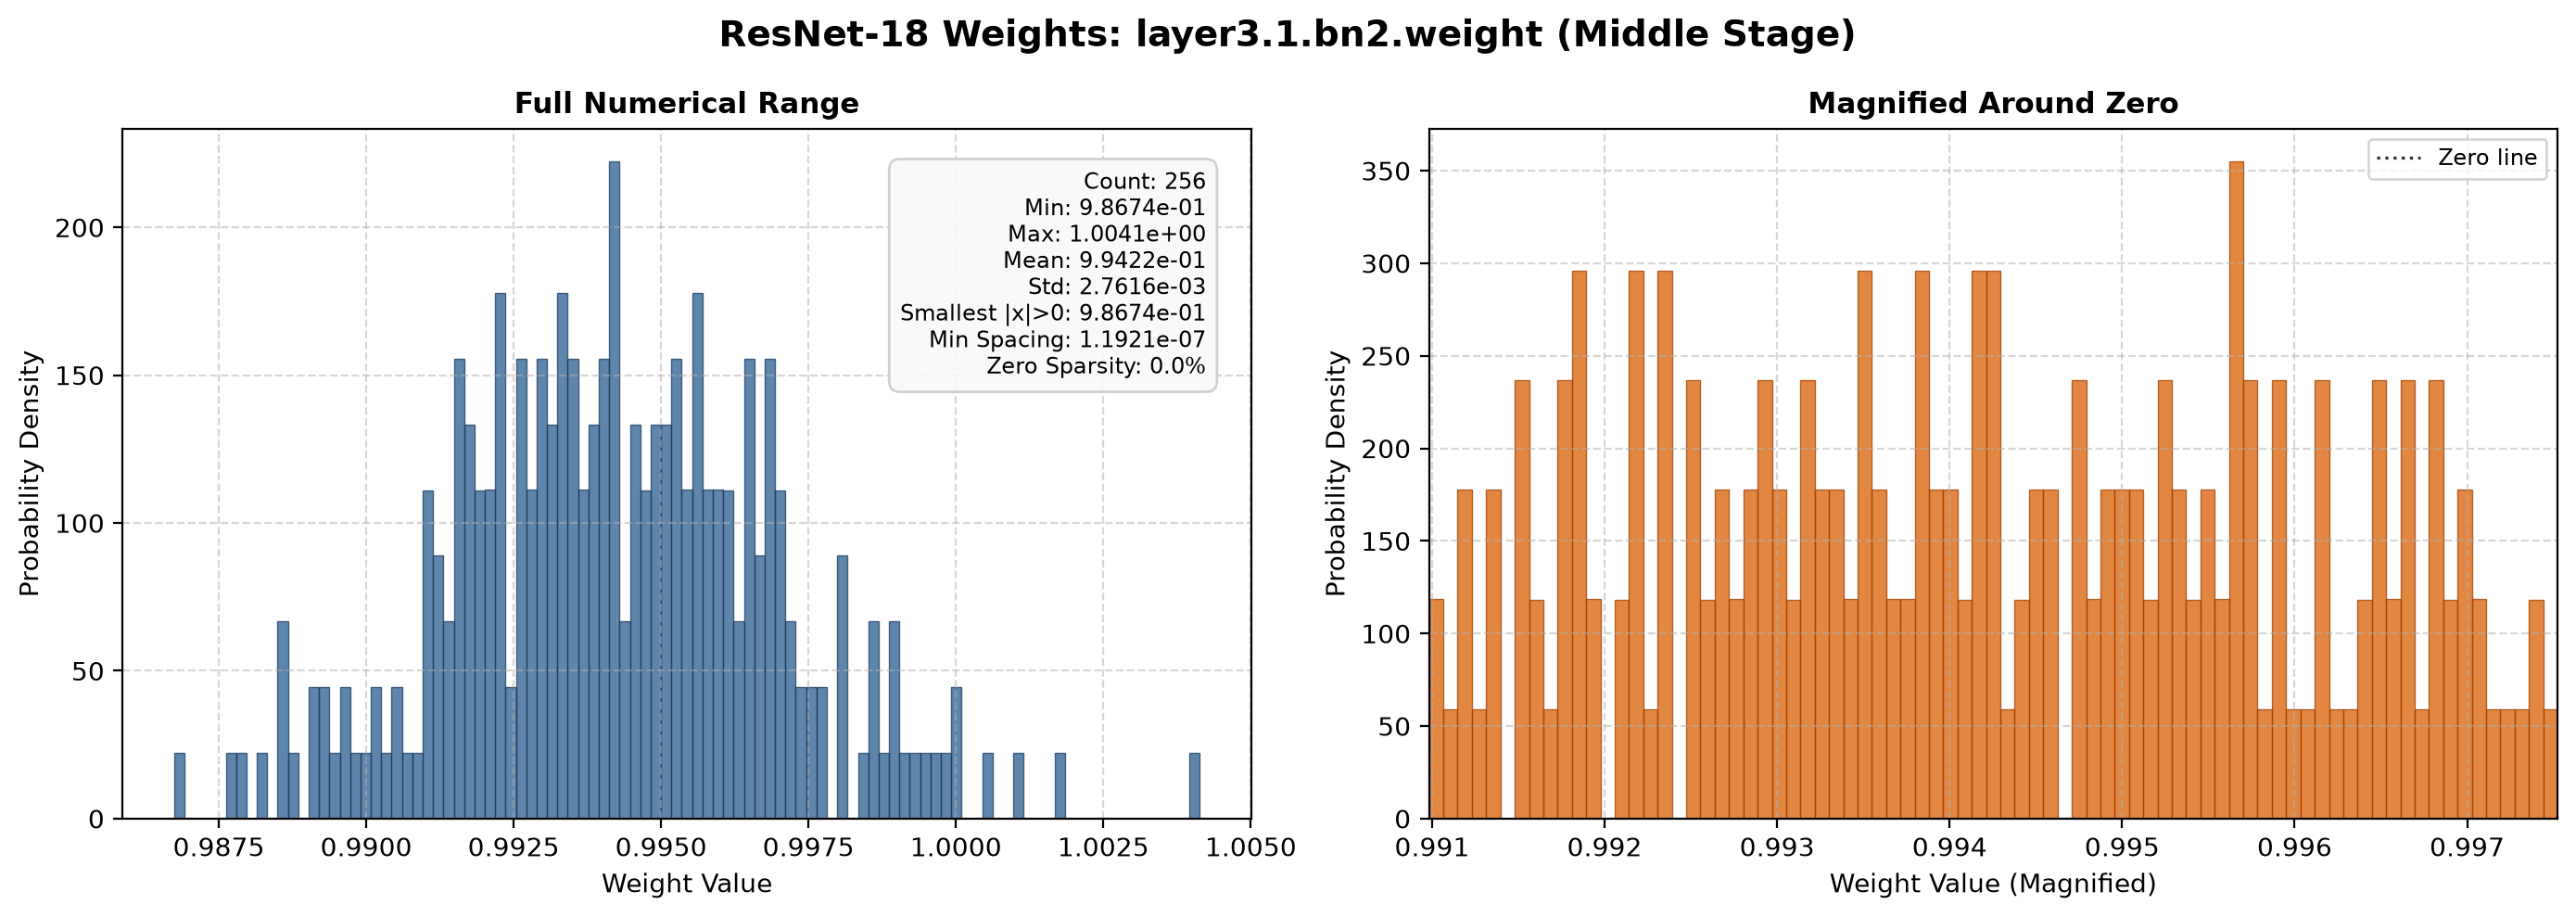 ResNet-18 Weights: layer3.1.bn2.weight (Middle Stage)
Full Numerical Range
Probability Density
200
150
100
50
0
Count: 256
Min: 9.8674e-01
Max: 1.0041e+00
Mean: 9.9422e-01
Std: 2.7616e-03
Smallest |x|>0: 9.8674e-01
Min Spacing: 1.1921e-07
Zero Sparsity: 0.0%
0.9875 0.9900 0.9925 0.9950 0.9975 1.0000 1.0025 1.0050
Weight Value
Magnified Around Zero
Probability Density
350
300
250
200
150
100
50
0
Zero line
0.991 0.992 0.993 0.994 0.995 0.996 0.997
Weight Value (Magnified)